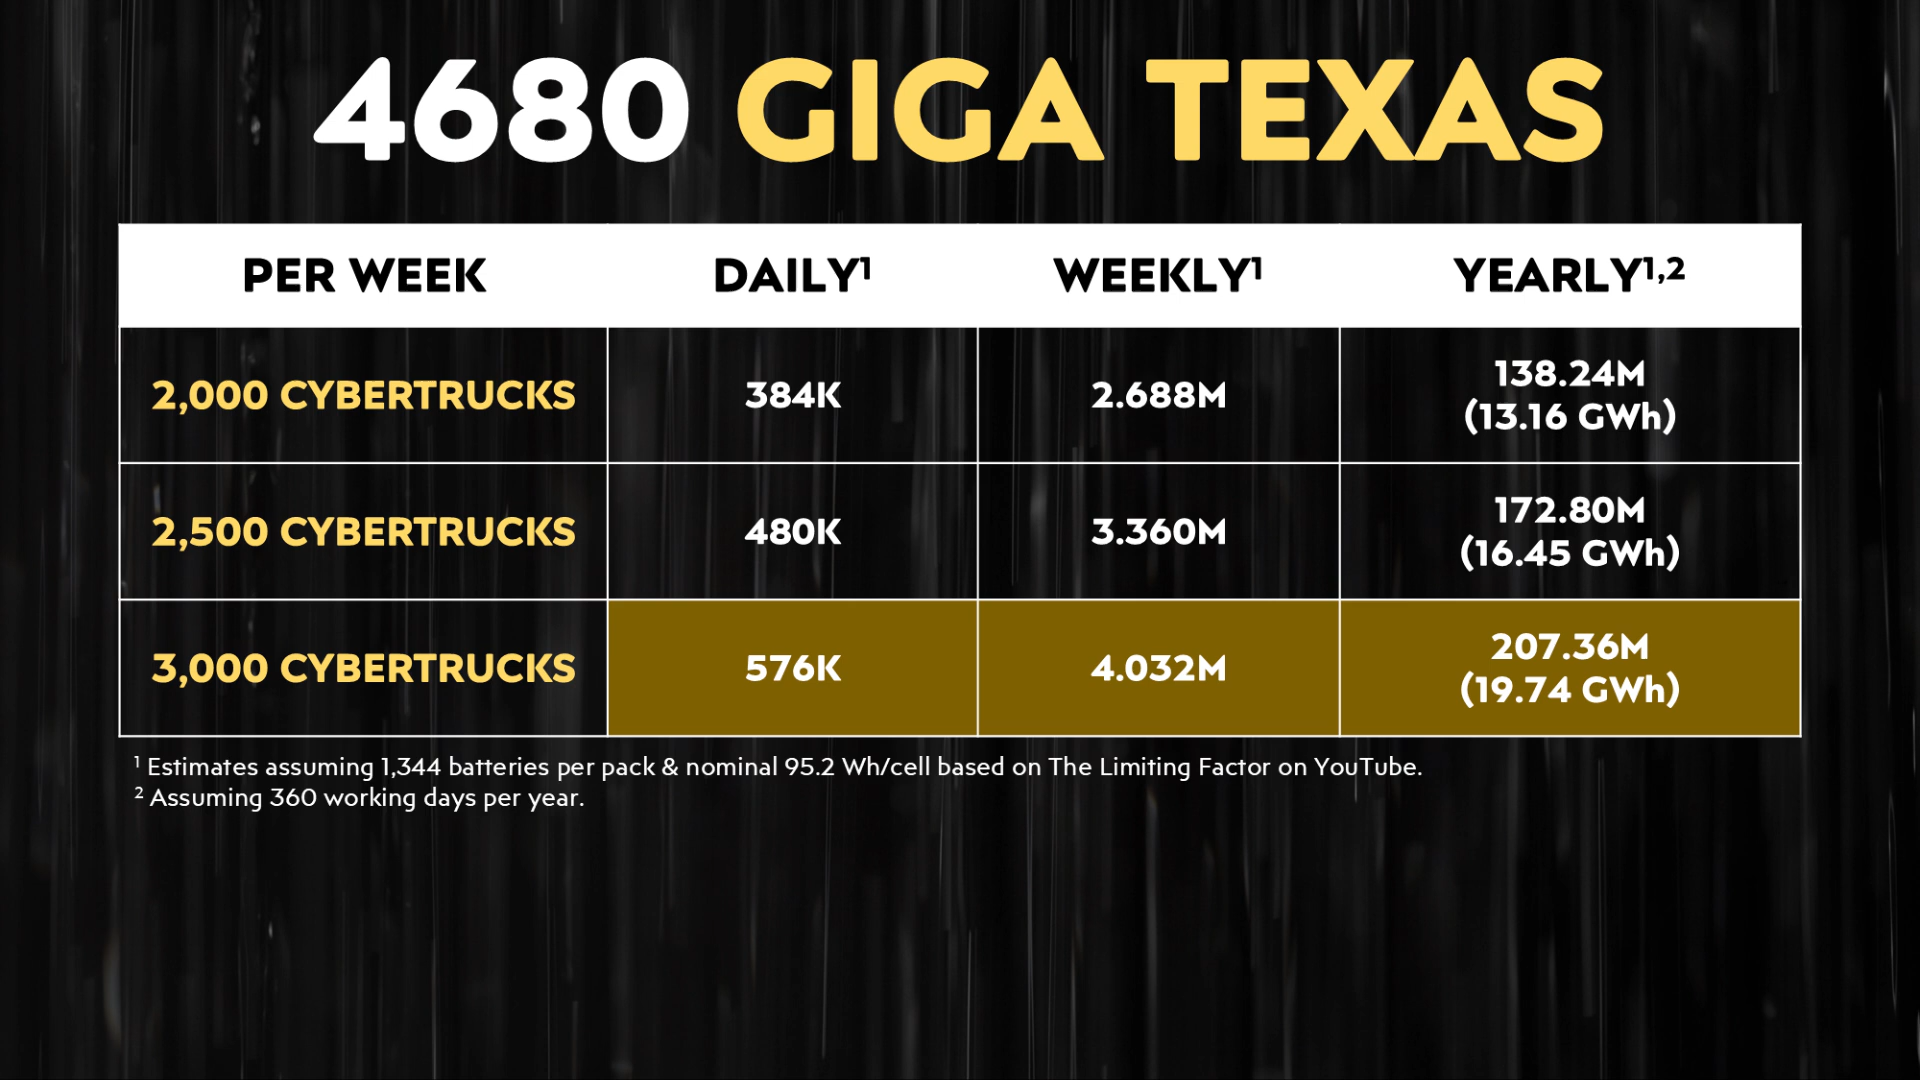 4680 GIGA TEXAS
PER WEEK DAILY¹ WEEKLY¹ YEARLY¹,²
2,000 CYBERTRUCKS 384K 2.688M 138.24M
(13.16 GWh)
2,500 CYBERTRUCKS 480K 3.360M 172.80M
(16.45 GWh)
3,000 CYBERTRUCKS 576K 4.032M 207.36M
(19.74 GWh)
¹ Estimates assuming 1,344 batteries per pack & nominal 95.2 Wh/cell based on The Limiting Factor on YouTube.
² Assuming 360 working days per year.